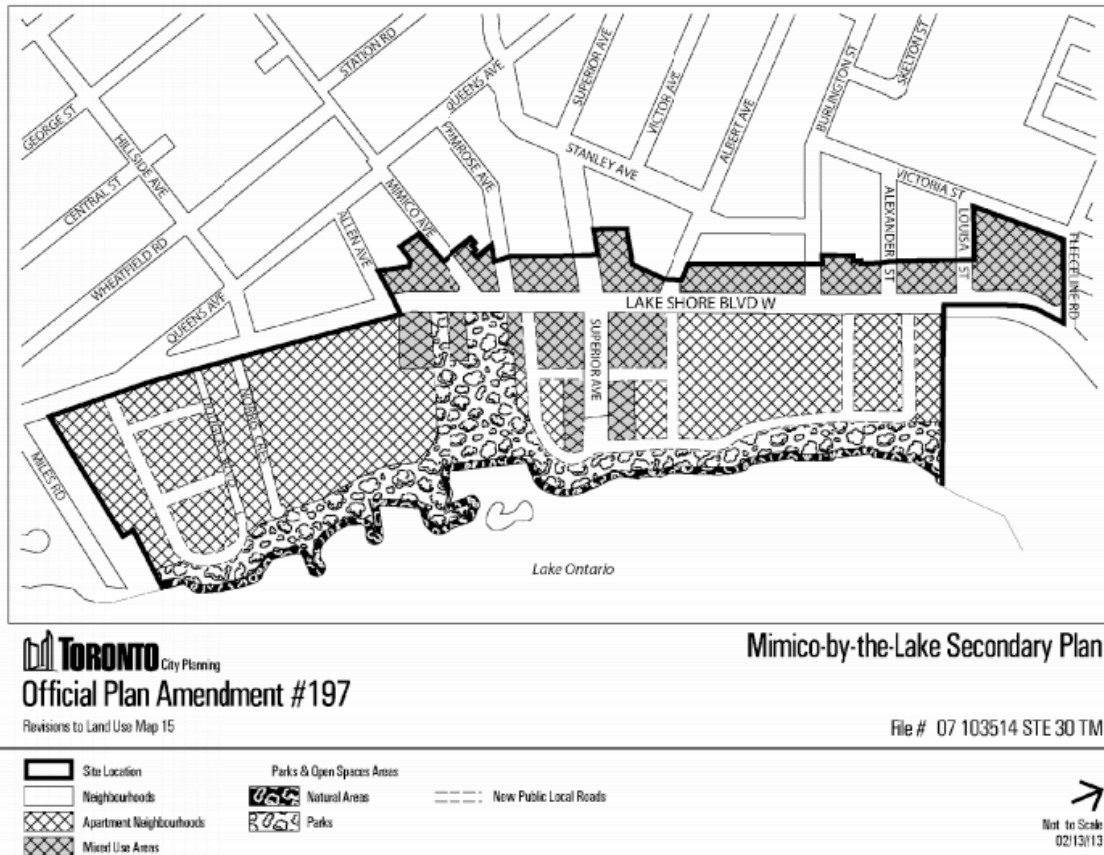 STATION RD
QUEENS AVE
SUPERIOR AVE
VICTOR AVE
ALBERT AVE
BURLINGTON ST
SKELTON ST
GEORGE ST
HILLSIDE AVE
CENTRAL ST
WHEATFIELD RD
QUEENS AVE
ALLEN AVE
MIMICO AVE
PRIMROSE AVE
STANLEY AVE
VICTORIA ST
ALEXANDER ST
LOUISA ST
FLEECELINE RD
LAKE SHORE BLVD W
SUPERIOR AVE
NORRIS CRES
MILES RD
Lake Ontario
TORONTO City Planning
Mimico-by-the-Lake Secondary Plan
Official Plan Amendment #197
Revisions to Land Use Map 15
File # 07 103514 STE 30 TM
Site Location
Neighbourhoods
Apartment Neighbourhoods
Mixed Use Areas
Parks & Open Spaces Areas
Natural Areas
Parks
New Public Local Roads
Not to Scale
02/13/13